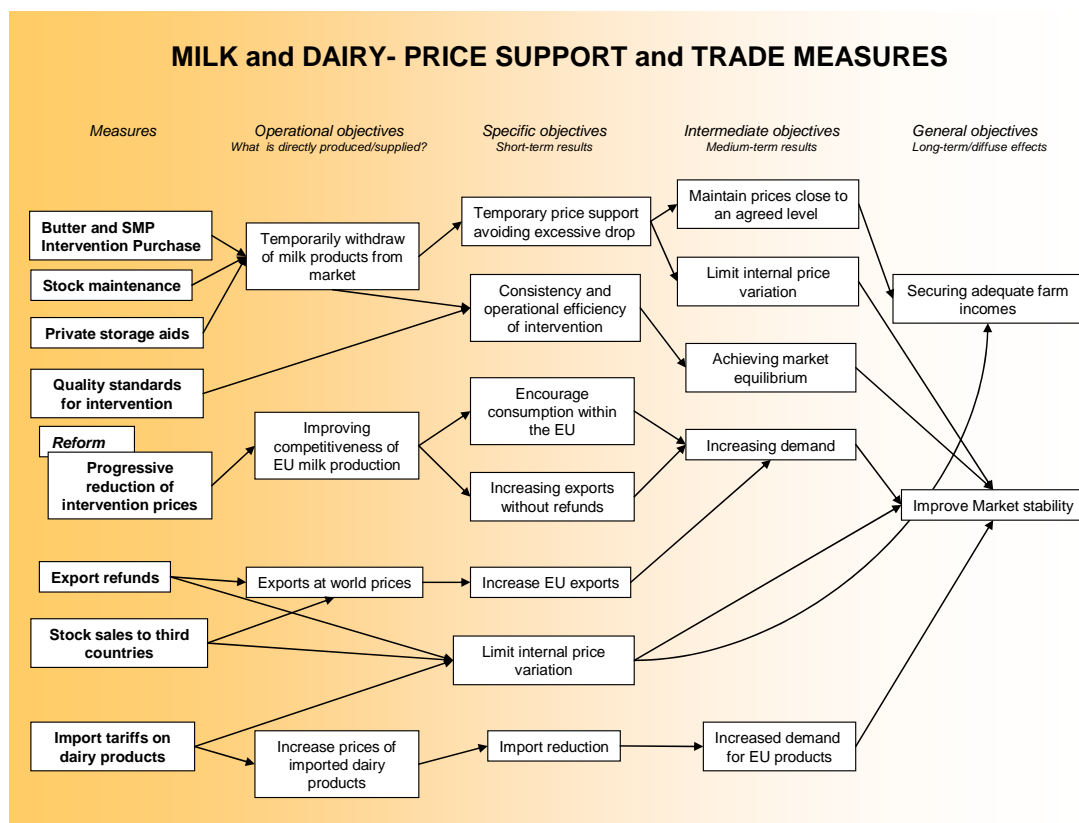 MILK and DAIRY- PRICE SUPPORT and TRADE MEASURES
Measures
Operational objectives
What is directly produced/supplied?
Specific objectives
Short-term results
Intermediate objectives
Medium-term results
General objectives
Long-term/diffuse effects
Butter and SMP
Intervention Purchase
Stock maintenance
Private storage aids
Quality standards
for intervention
Reform
Progressive
reduction of
intervention prices
Export refunds
Stock sales to third
countries
Import tariffs on
dairy products
Temporarily withdraw
of milk products from
market
Improving
competitiveness of
EU milk production
Exports at world prices
Increase prices of
imported dairy
products
Temporary price support
avoiding excessive drop
Consistency and
operational efficiency
of intervention
Encourage
consumption within
the EU
Increasing exports
without refunds
Increase EU exports
Limit internal price
variation
Import reduction
Maintain prices close to
an agreed level
Limit internal price
variation
Achieving market
equilibrium
Increasing demand
Increased demand
for EU products
Securing adequate farm
incomes
Improve Market stability